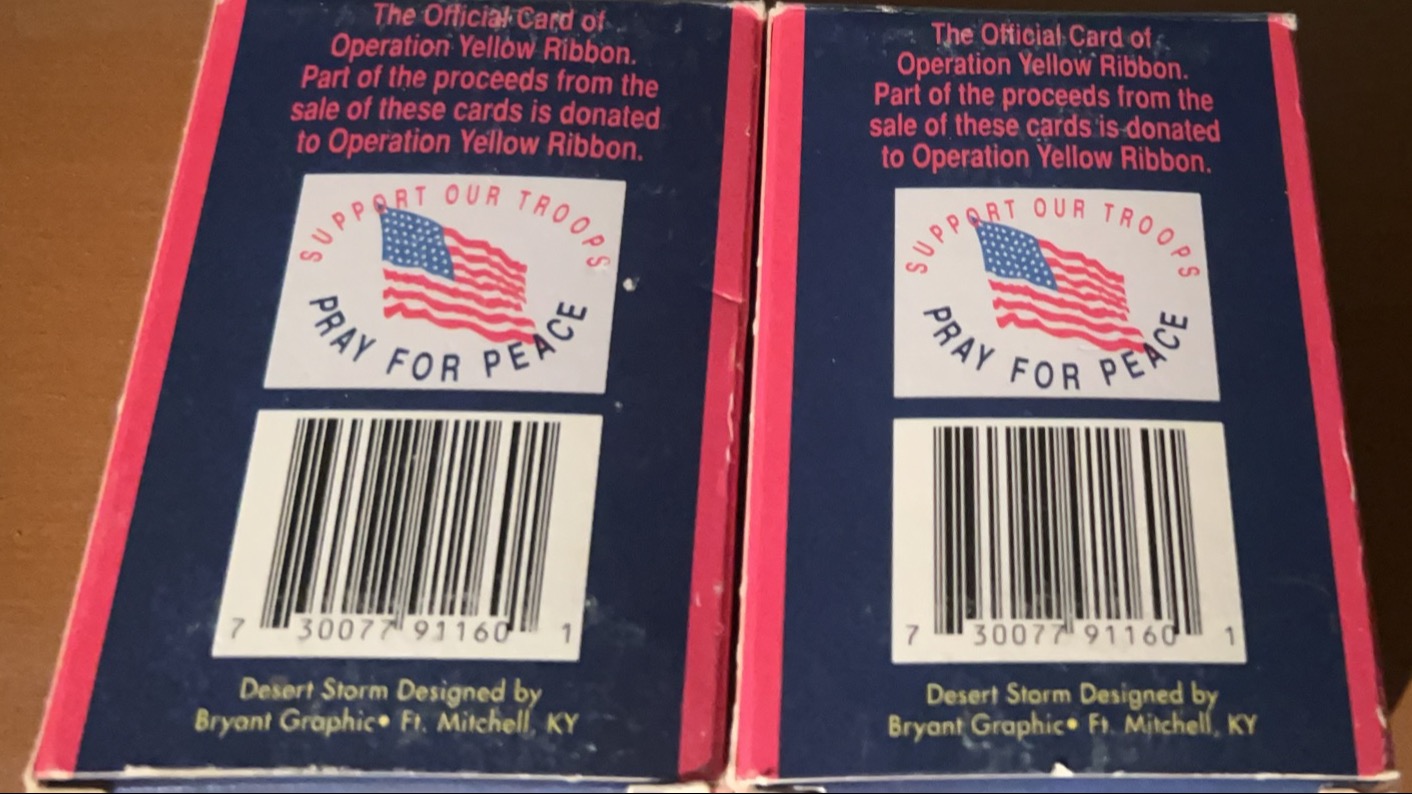 The Official Card of
Operation Yellow Ribbon.
Part of the proceeds from the
sale of these cards is donated
to Operation Yellow Ribbon.
SUPPORT OUR TROOPS
PRAY FOR PEACE
7 30077 91160 1
Desert Storm Designed by
Bryant Graphic• Ft. Mitchell, KY
The Official Card of
Operation Yellow Ribbon.
Part of the proceeds from the
sale of these cards is donated
to Operation Yellow Ribbon.
SUPPORT OUR TROOPS
PRAY FOR PEACE
7 30077 91160 1
Desert Storm Designed by
Bryant Graphic• Ft. Mitchell, KY